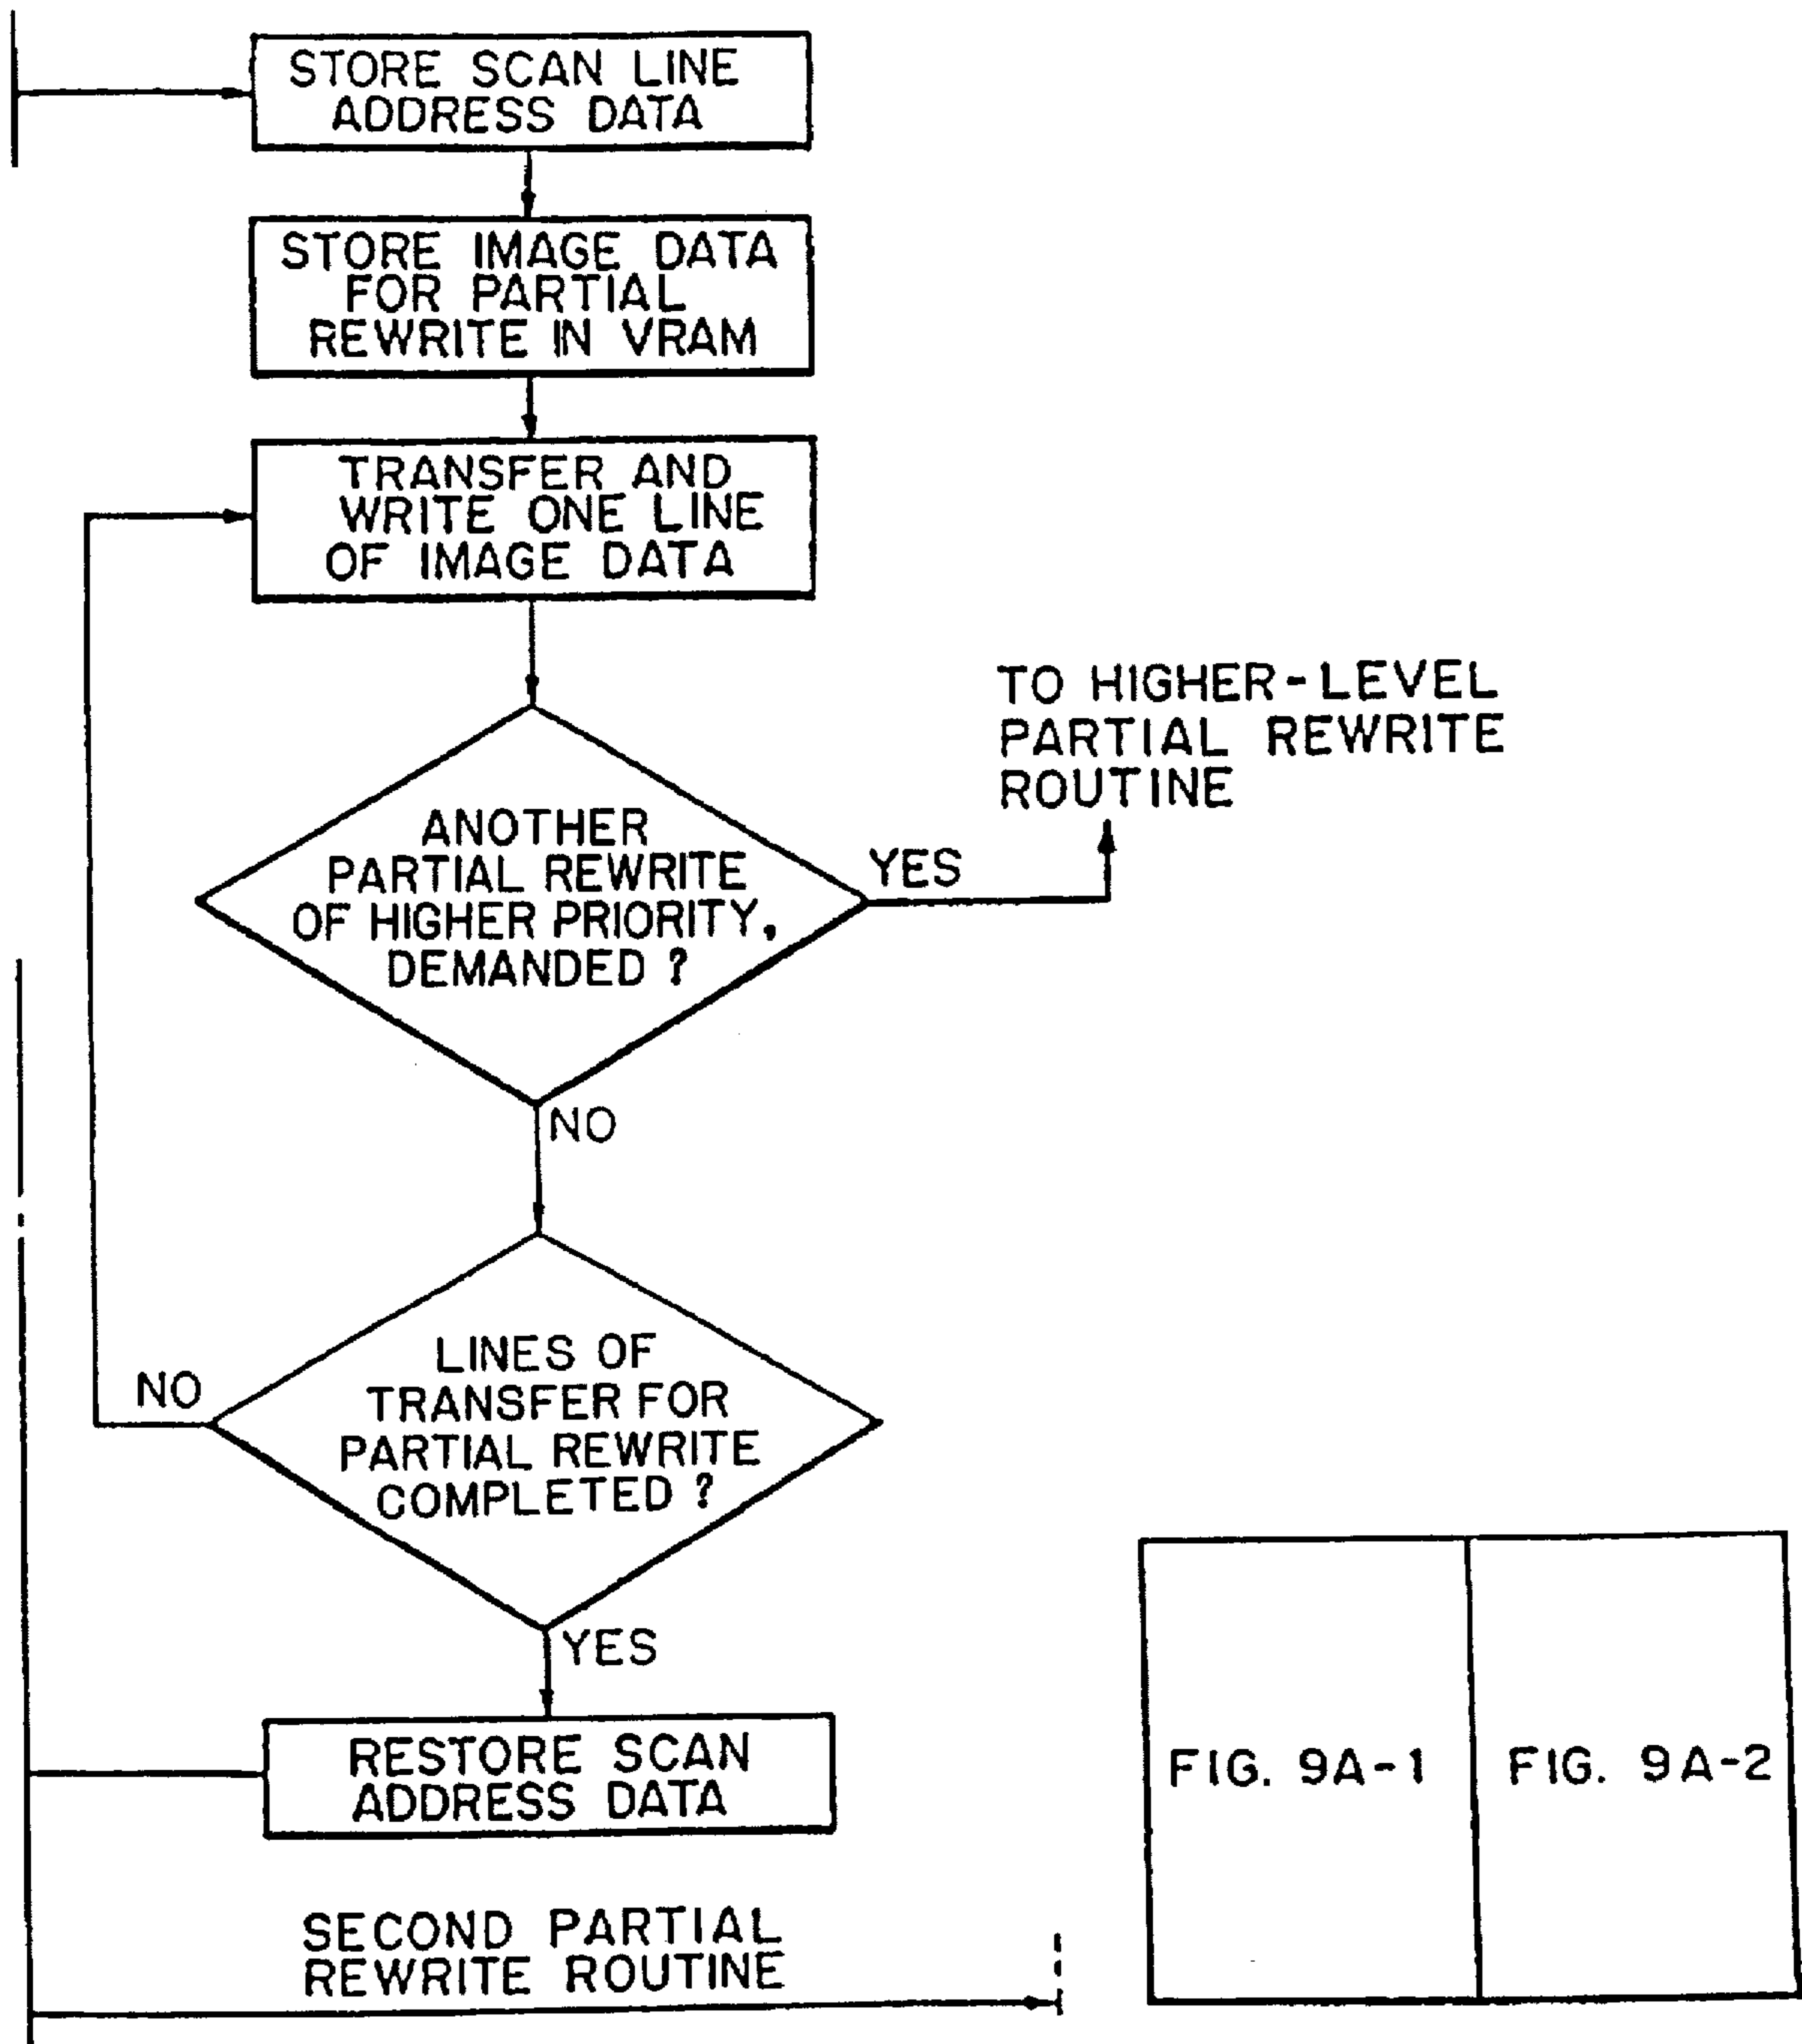 STORE SCAN LINE
ADDRESS DATA
STORE IMAGE DATA
FOR PARTIAL
REWRITE IN VRAM
TRANSFER AND
WRITE ONE LINE
OF IMAGE DATA
TO HIGHER-LEVEL
PARTIAL REWRITE
ROUTINE
ANOTHER
PARTIAL REWRITE
OF HIGHER PRIORITY,
DEMANDED ?
YES
NO
LINES OF
TRANSFER FOR
PARTIAL REWRITE
COMPLETED ?
NO
YES
RESTORE SCAN
ADDRESS DATA
SECOND PARTIAL
REWRITE ROUTINE
FIG. 9A-1
FIG. 9A-2